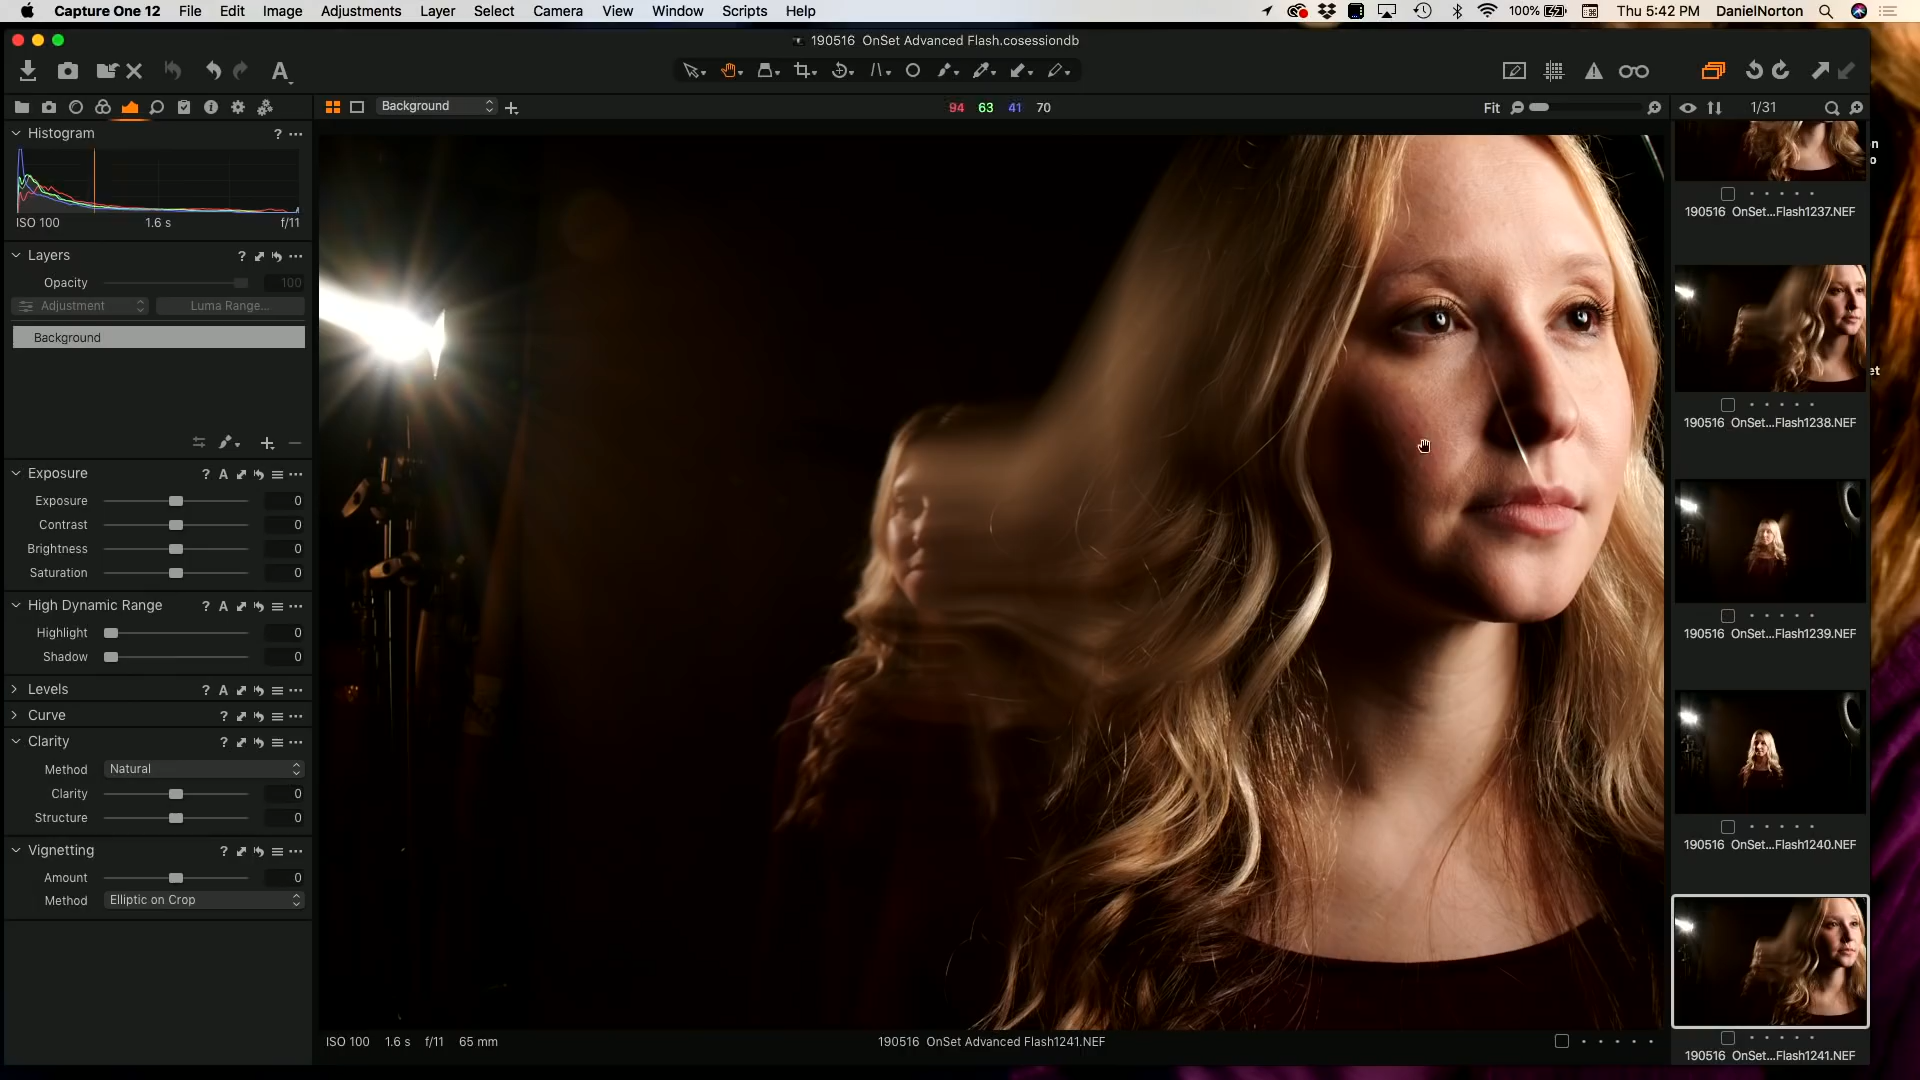 Capture One 12 File Edit Image Adjustments Layer Select Camera View Window Scripts Help 100% Thu 5:42 PM DanielNorton
190516 OnSet Advanced Flash.cosessiondb
A
Background 94 63 41 70 Fit 1/31
Histogram ?
ISO 100 1.6 s f/11
Layers ?
Opacity 100
Adjustment Luma Range...
Background
Exposure ? A
Exposure 0
Contrast 0
Brightness 0
Saturation 0
High Dynamic Range ? A
Highlight 0
Shadow 0
Levels ? A
Curve ?
Clarity ?
Method Natural
Clarity 0
Structure 0
Vignetting ?
Amount 0
Method Elliptic on Crop
ISO 100 1.6 s f/11 65 mm 190516 OnSet Advanced Flash1241.NEF
190516 OnSet...Flash1237.NEF
190516 OnSet...Flash1238.NEF
190516 OnSet...Flash1239.NEF
190516 OnSet...Flash1240.NEF
190516 OnSet...Flash1241.NEF